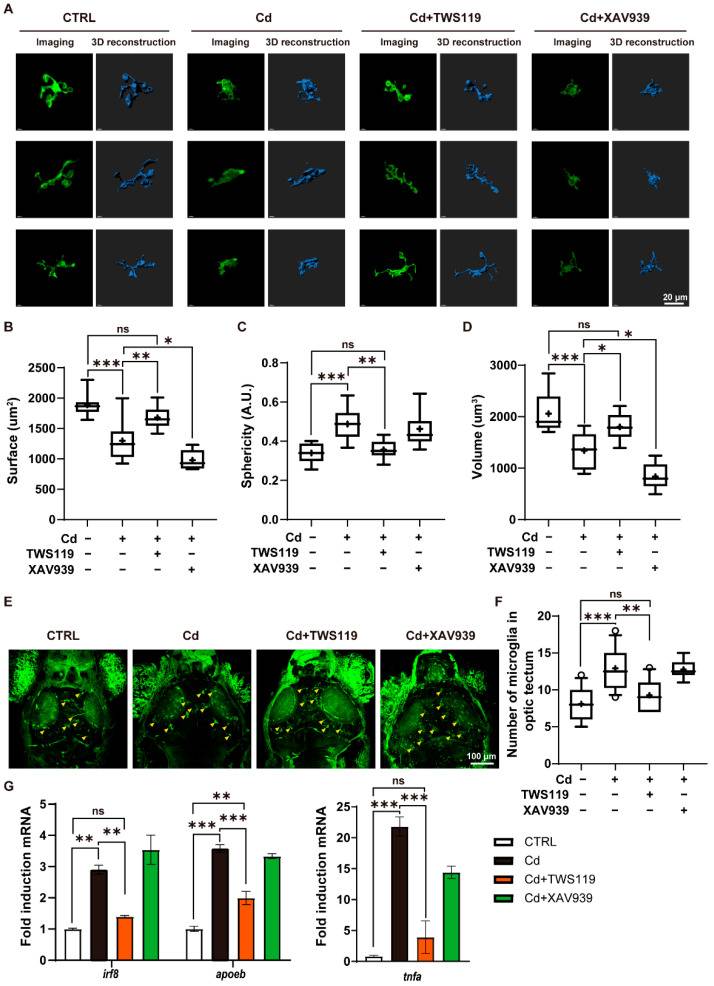 A
CTRL Cd Cd+TWS119 Cd+XAV939
Imaging 3D reconstruction Imaging 3D reconstruction Imaging 3D reconstruction Imaging 3D reconstruction
20 µm
B
ns
*
*** **
Surface (um²)
2500
2000
1500
1000
500
0
Cd – + + +
TWS119 – – + –
XAV939 – – – +
C
ns
*** **
Sphericity (A.U.)
0.8
0.6
0.4
0.2
0.0
– + + +
– – + –
– – – +
D
ns
*
*** *
Volume (um³)
3000
2000
1000
0
Cd – + + +
TWS119 – – + –
XAV939 – – – +
E
CTRL Cd Cd+TWS119 Cd+XAV939
100 µm
F
ns
*** **
Number of microglia in
optic tectum
20
15
10
5
0
Cd – + + +
TWS119 – – + –
XAV939 – – – +
G
Fold induction mRNA
5
4
3
2
1
0
ns
** **
**
*** ***
irf8 apoeb
Fold induction mRNA
25
20
15
10
5
0
ns
*** ***
tnfa
CTRL
Cd
Cd+TWS119
Cd+XAV939